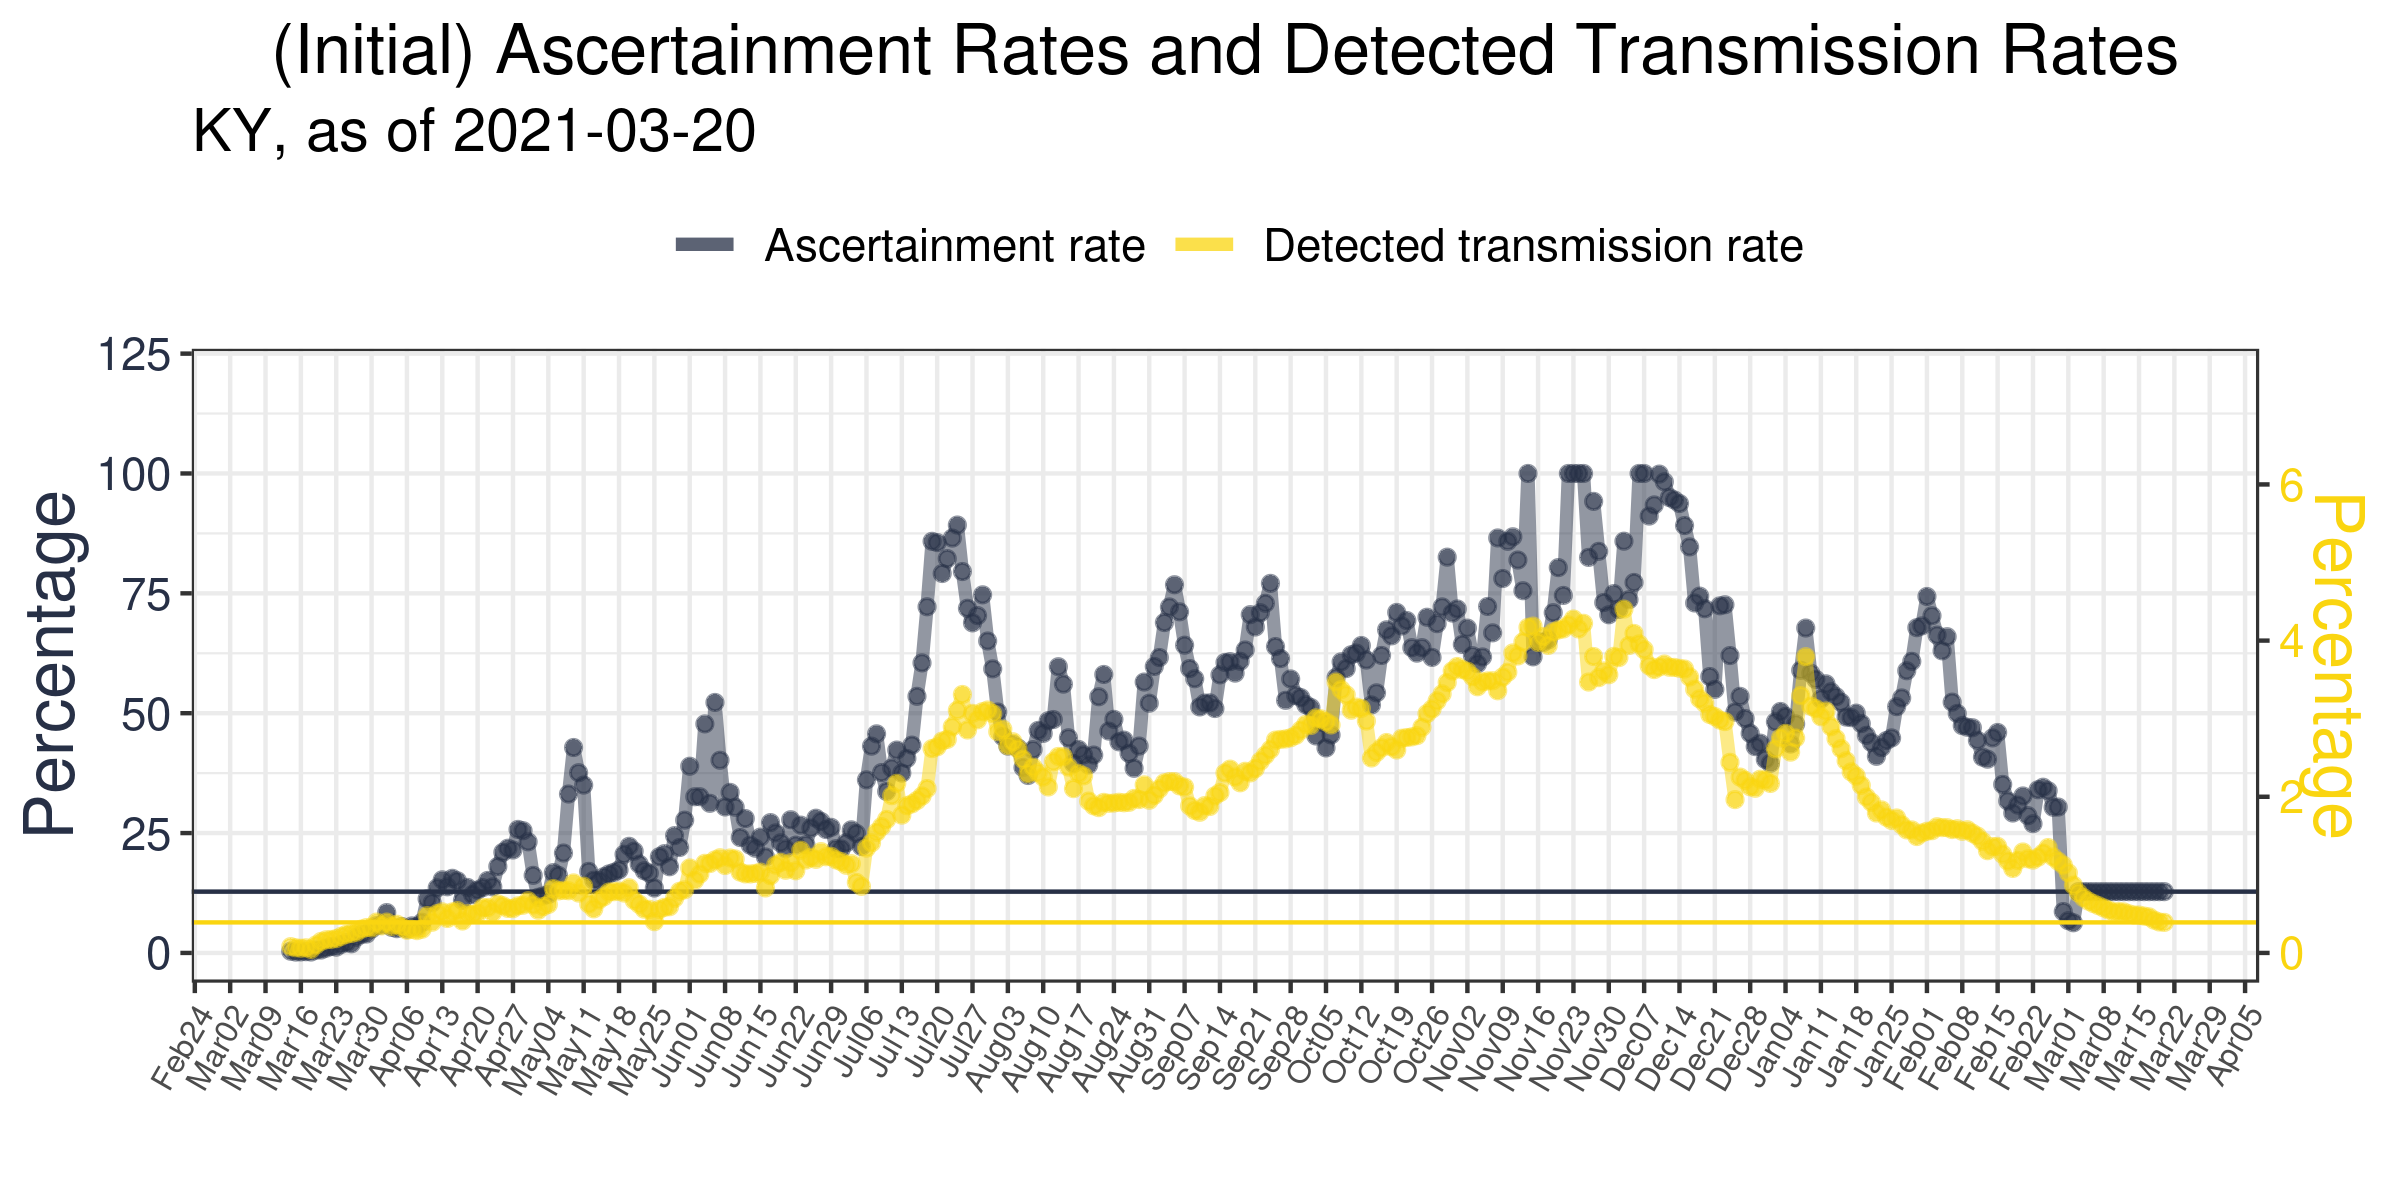 (Initial) Ascertainment Rates and Detected Transmission Rates
KY, as of 2021-03-20
Ascertainment rate Detected transmission rate
Percentage
125
100
75
50
25
0
6
4
2
0
Percentage
Feb24 Mar02 Mar09 Mar16 Mar23 Mar30 Apr06 Apr13 Apr20 Apr27 May04 May11 May18 May25 Jun01 Jun08 Jun15 Jun22 Jun29 Jul06 Jul13 Jul20 Jul27 Aug03 Aug10 Aug17 Aug24 Aug31 Sep07 Sep14 Sep21 Sep28 Oct05 Oct12 Oct19 Oct26 Nov02 Nov09 Nov16 Nov23 Nov30 Dec07 Dec14 Dec21 Dec28 Jan04 Jan11 Jan18 Jan25 Feb01 Feb08 Feb15 Feb22 Mar01 Mar08 Mar15 Mar22 Mar29 Apr05